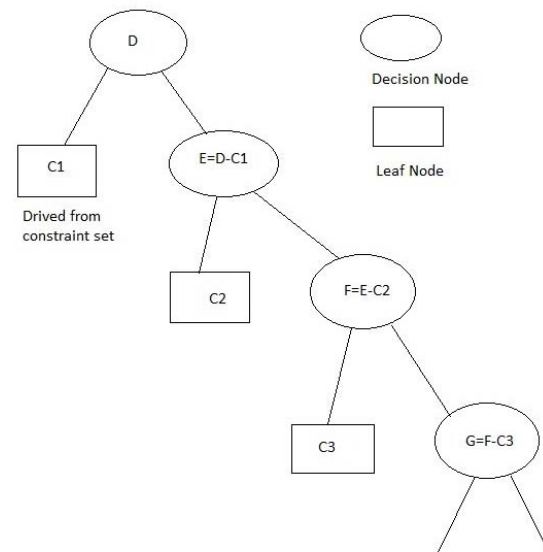 D
Decision Node
Leaf Node
C1
E=D-C1
Drived from
constraint set
C2
F=E-C2
C3
G=F-C3